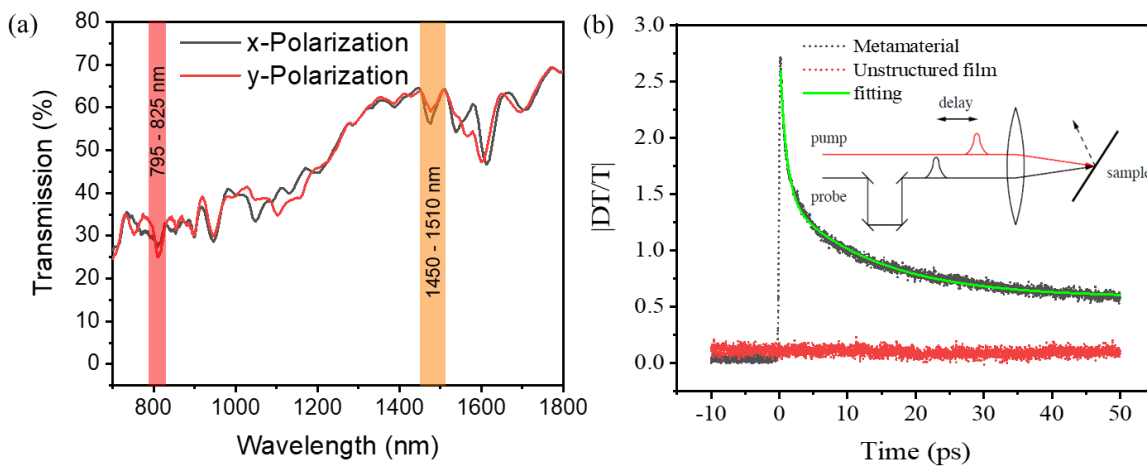 (a)
Transmission (%)
80
70
60
50
40
30
20
10
0
x-Polarization
y-Polarization
795 - 825 nm
1450 - 1510 nm
800
1000
1200
1400
1600
1800
Wavelength (nm)
(b)
|DT/T|
3.0
2.5
2.0
1.5
1.0
0.5
0.0
Metamaterial
Unstructured film
fitting
delay
pump
probe
sample
-10
0
10
20
30
40
50
Time (ps)